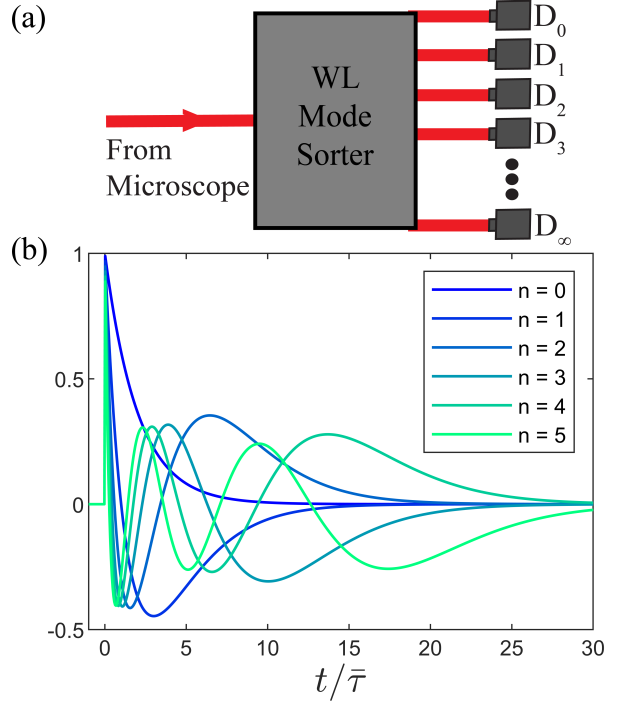 (a)
WL
Mode
Sorter
From
Microscope
D₀
D₁
D₂
D₃
D∞
(b)
1
0.5
0
-0.5
0
5
10
15
20
25
30
t/τ̄
n = 0
n = 1
n = 2
n = 3
n = 4
n = 5